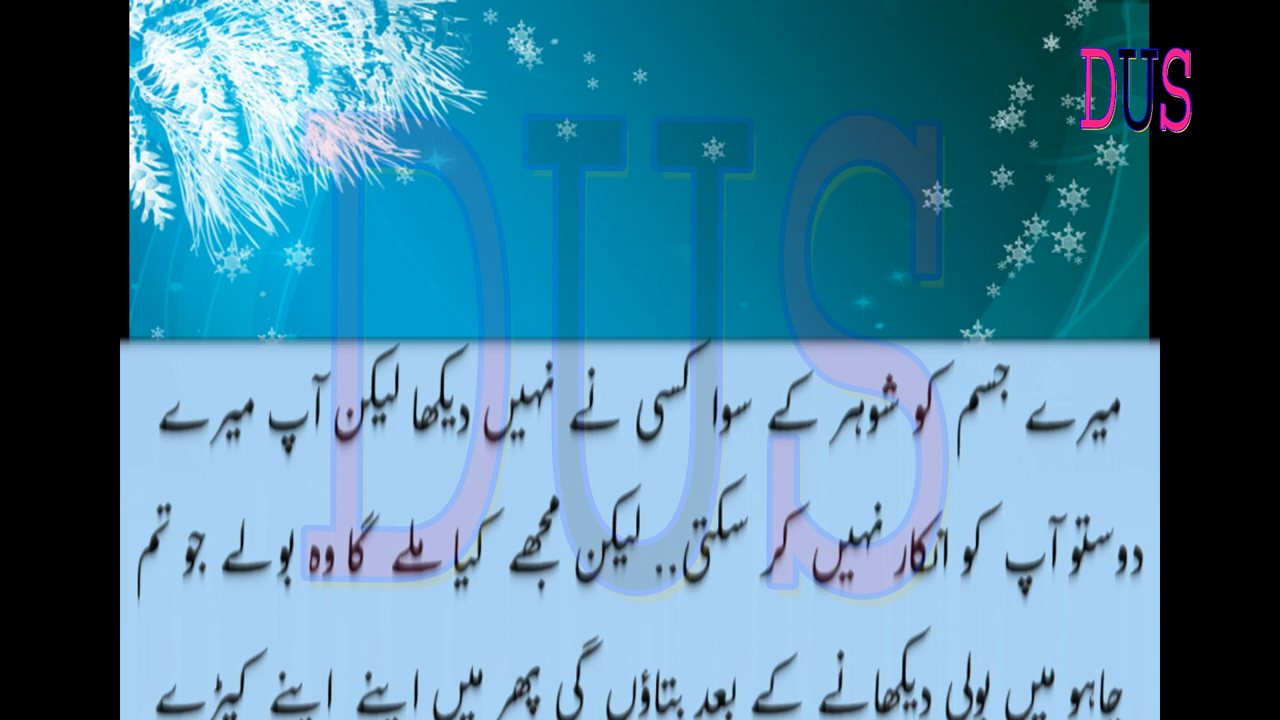 DUS
DUS
میرے جسم کو شوہر کے سوا کسی نے نہیں دیکھا لیکن آپ میرے
دوستو آپ کو انکار نہیں کر سکتی.. لیکن مجھے کیا ملے گا وہ بولے جو تم
چاہو میں بولی دیکھانے کے بعد بتاؤں گی پھر میں اپنے اپنے کپڑے